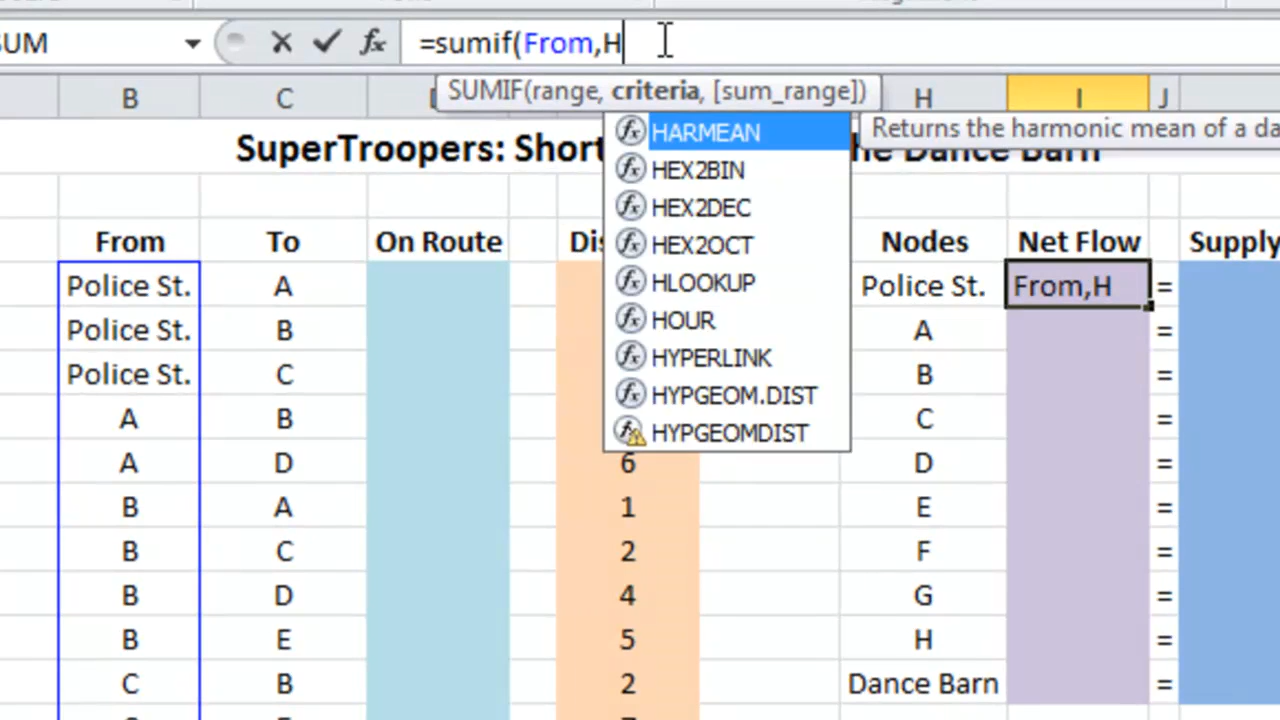 SUM =sumif(From,H
SUMIF(range, criteria, [sum_range])
B C H I J
HARMEAN Returns the harmonic mean of a da
SuperTroopers: Short he Dance Barn
HEX2BIN
HEX2DEC
From To On Route Dis HEX2OCT Nodes Net Flow Supply
Police St. A HLOOKUP Police St. From,H =
Police St. B HOUR A =
Police St. C HYPERLINK B =
A B HYPGEOM.DIST C =
HYPGEOMDIST
A D 6 D =
B A 1 E =
B C 2 F =
B D 4 G =
B E 5 H =
C B 2 Dance Barn =